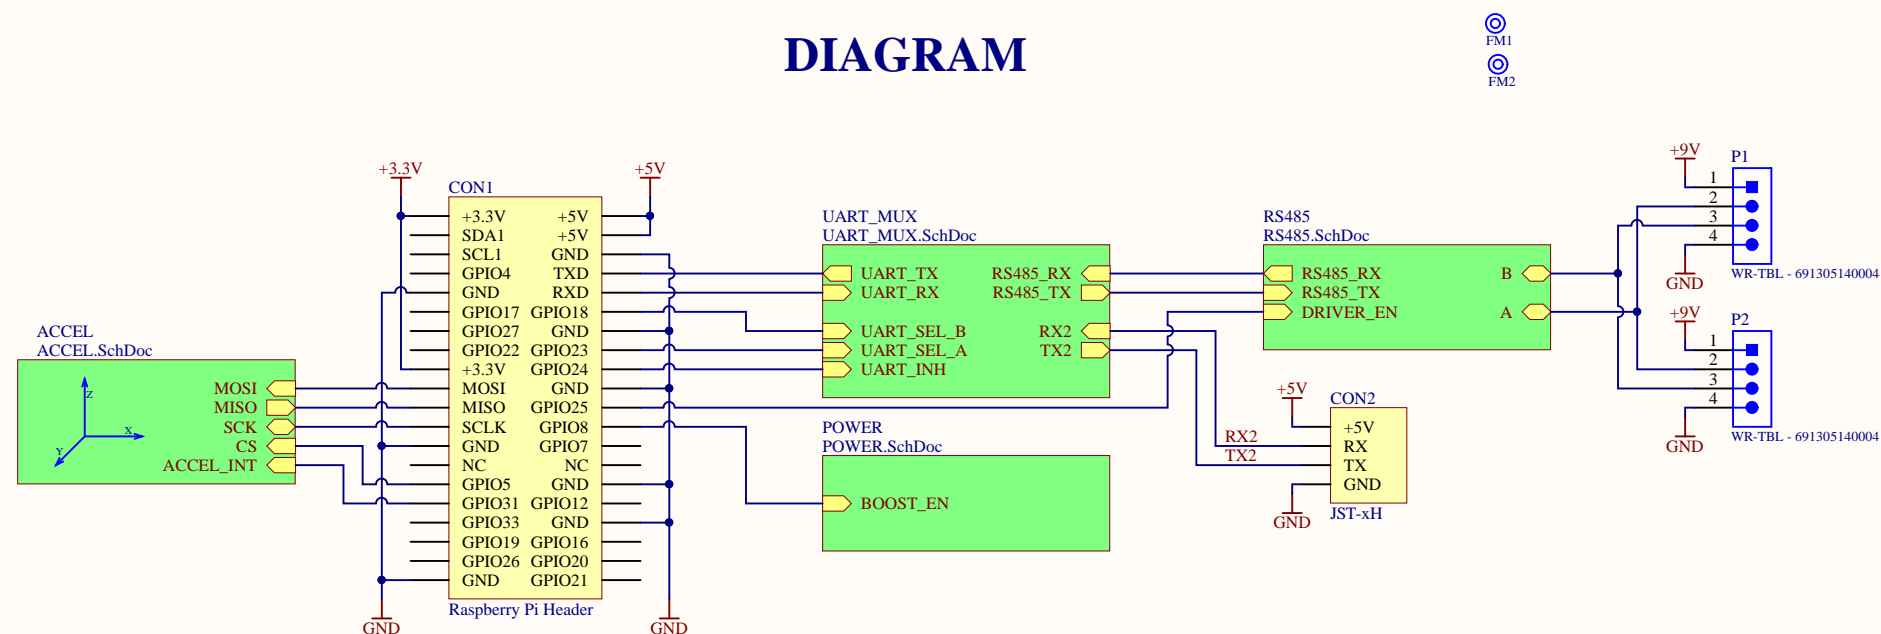 DIAGRAM
FM1
FM2
ACCEL
ACCEL.SchDoc
MOSI
MISO
SCK
CS
ACCEL_INT
Z
X
Y
+3.3V
+5V
CON1
+3.3V +5V
SDA1 +5V
SCL1 GND
GPIO4 TXD
GND RXD
GPIO17 GPIO18
GPIO27 GND
GPIO22 GPIO23
+3.3V GPIO24
MOSI GND
MISO GPIO25
SCLK GPIO8
GND GPIO7
NC NC
GPIO5 GND
GPIO31 GPIO12
GPIO33 GND
GPIO19 GPIO16
GPIO26 GPIO20
GND GPIO21
Raspberry Pi Header
GND
GND
UART_MUX
UART_MUX.SchDoc
UART_TX RS485_RX
UART_RX RS485_TX
UART_SEL_B RX2
UART_SEL_A TX2
UART_INH
POWER
POWER.SchDoc
BOOST_EN
RS485
RS485.SchDoc
RS485_RX B
RS485_TX
DRIVER_EN A
+5V
CON2
+5V
RX2 RX
TX2 TX
GND
GND
JST-xH
+9V
P1
1
2
3
4
GND
WR-TBL - 691305140004
+9V
P2
1
2
3
4
GND
WR-TBL - 691305140004